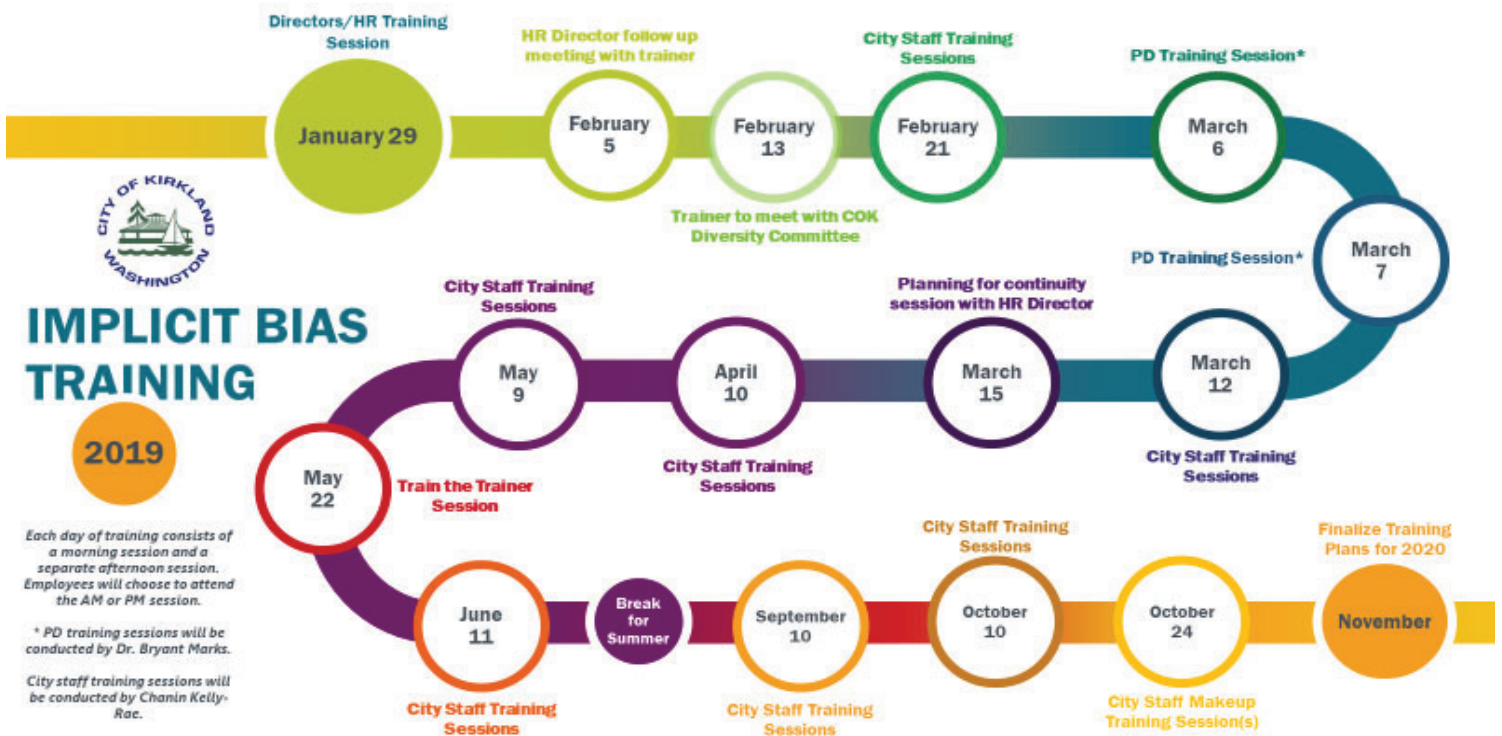 Directors/HR Training
Session
January 29
HR Director follow up
meeting with trainer
February
5
February
13
Trainer to meet with COK
Diversity Committee
City Staff Training
Sessions
February
21
PD Training Session*
March
6
CITY OF KIRKLAND
WASHINGTON
IMPLICIT BIAS
TRAINING
2019
PD Training Session*
March
7
March
12
City Staff Training
Sessions
Planning for continuity
session with HR Director
March
15
April
10
City Staff Training
Sessions
City Staff Training
Sessions
May
9
May
22
Train the Trainer
Session
Each day of training consists of
a morning session and a
separate afternoon session.
Employees will choose to attend
the AM or PM session.
* PD training sessions will be
conducted by Dr. Bryant Marks.
City staff training sessions will
be conducted by Chanin Kelly-
Rae.
June
11
City Staff Training
Sessions
Break
for
Summer
September
10
City Staff Training
Sessions
City Staff Training
Sessions
October
10
October
24
City Staff Makeup
Training Session(s)
Finalize Training
Plans for 2020
November